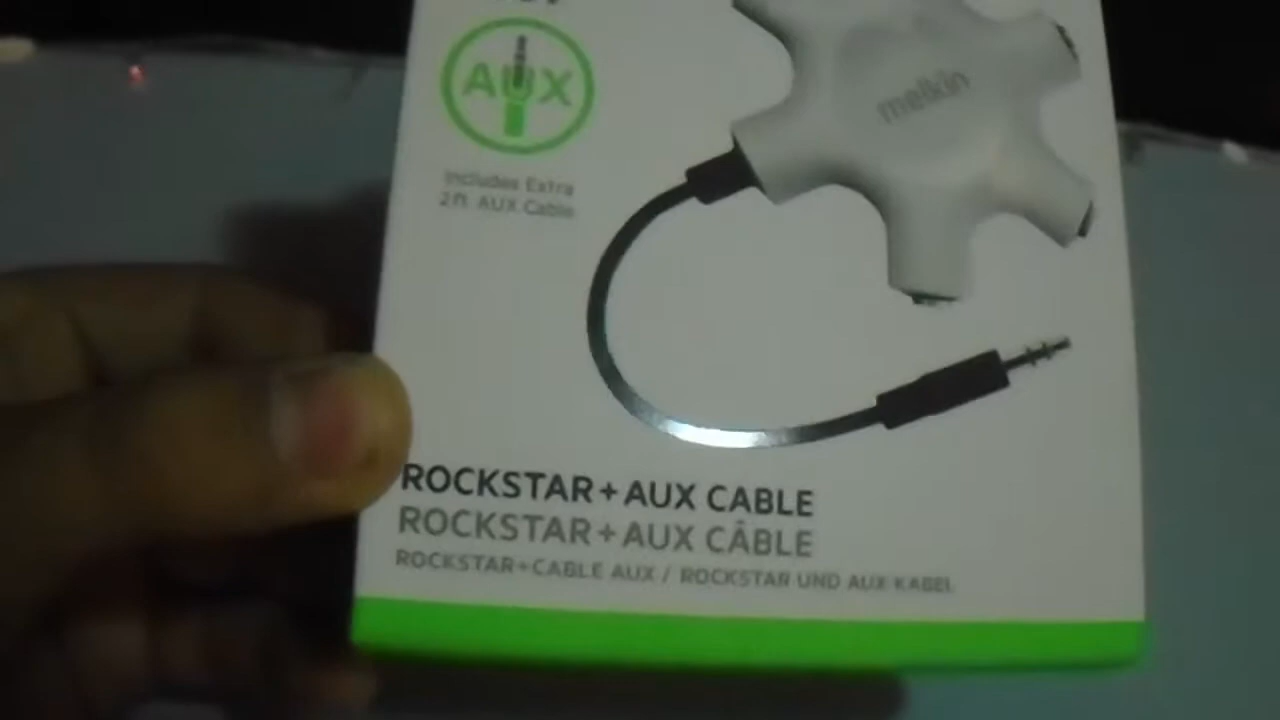 AUX
melkin
Includes Extra
2ft AUX Cable
ROCKSTAR+AUX CABLE
ROCKSTAR+AUX CÂBLE
ROCKSTAR+CABLE AUX / ROCKSTAR UND AUX KABEL